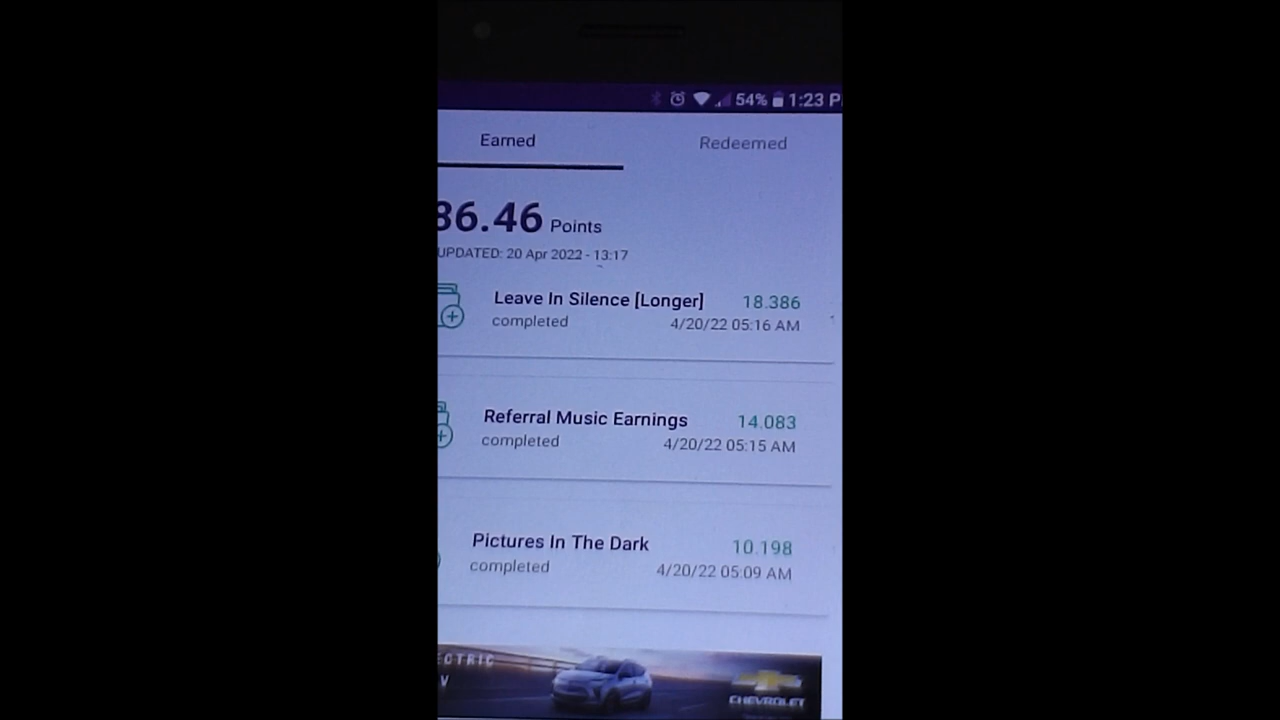 54% 1:23 P
Earned Redeemed
86.46 Points
UPDATED: 20 Apr 2022 - 13:17
Leave In Silence [Longer] 18.386
completed 4/20/22 05:16 AM
Referral Music Earnings 14.083
completed 4/20/22 05:15 AM
Pictures In The Dark 10.198
completed 4/20/22 05:09 AM
ECTRIC
V
CHEVROLET